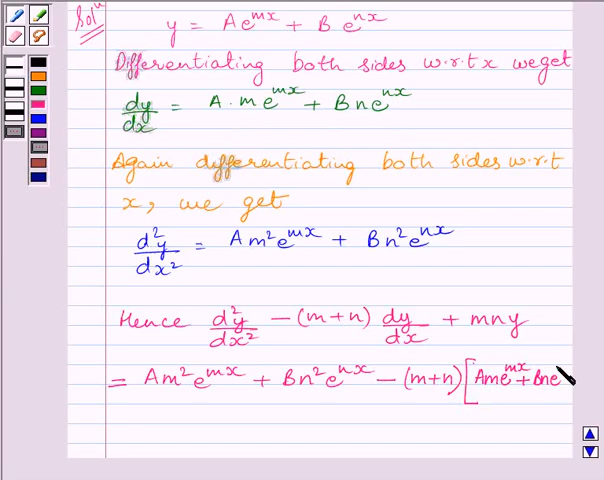 Solⁿ
y = Ae^{mx} + Be^{nx}
Differentiating both sides w.r.t x we get
dy/dx = A.me^{mx} + Bne^{nx}
Again differentiating both sides w.r.t
x, we get
d²y/dx² = Am²e^{mx} + Bn²e^{nx}
Hence d²y/dx² - (m+n) dy/dx + mny
= Am²e^{mx} + Bn²e^{nx} - (m+n) [Ame^{mx} + Bne